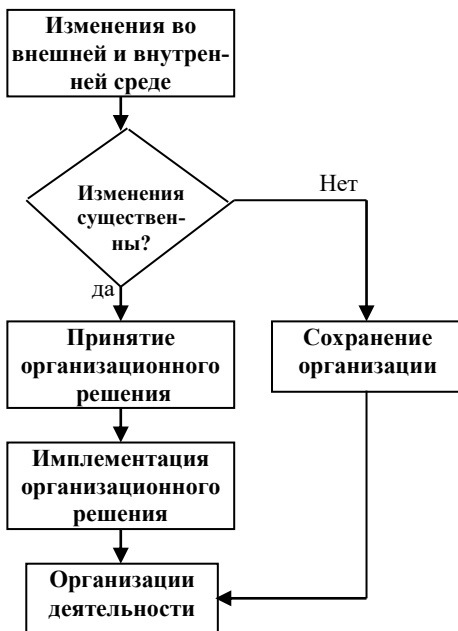 Изменения во
внешней и внутрен-
ней среде
Изменения
существен-
ны?
Нет
да
Принятие
организационного
решения
Сохранение
организации
Имплементация
организационного
решения
Организации
деятельности